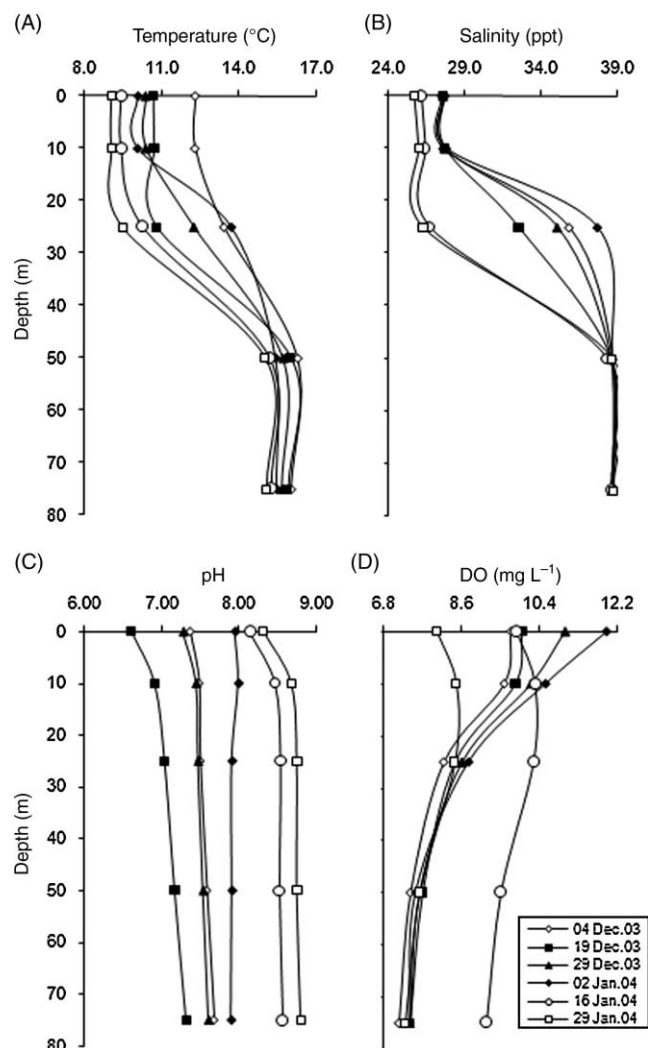 (A) Temperature (°C)
8.0 11.0 14.0 17.0
0
10
20
30
40
50
60
70
80
Depth (m)
(B) Salinity (ppt)
24.0 29.0 34.0 39.0
(C) pH
6.00 7.00 8.00 9.00
0
10
20
30
40
50
60
70
80
Depth (m)
(D) DO (mg L⁻¹)
6.8 8.6 10.4 12.2
04 Dec.03
19 Dec.03
29 Dec.03
02 Jan.04
16 Jan.04
29 Jan.04